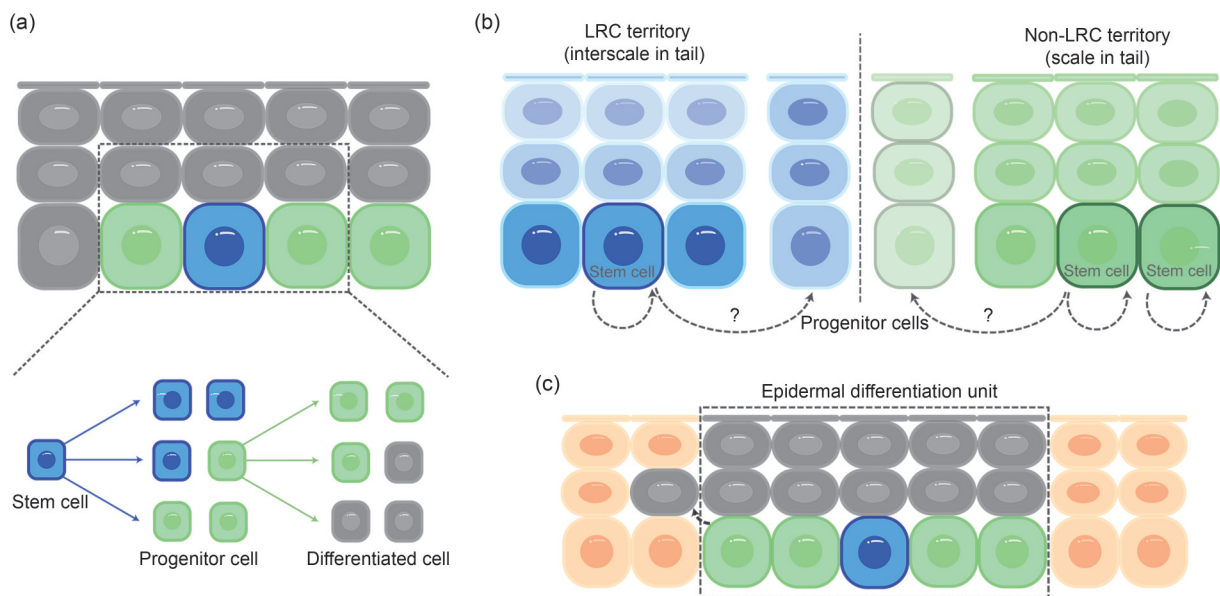 (a)
Stem cell
Progenitor cell
Differentiated cell
(b)
LRC territory
(interscale in tail)
Non-LRC territory
(scale in tail)
Stem cell
Stem cell
Stem cell
?
Progenitor cells
?
(c)
Epidermal differentiation unit